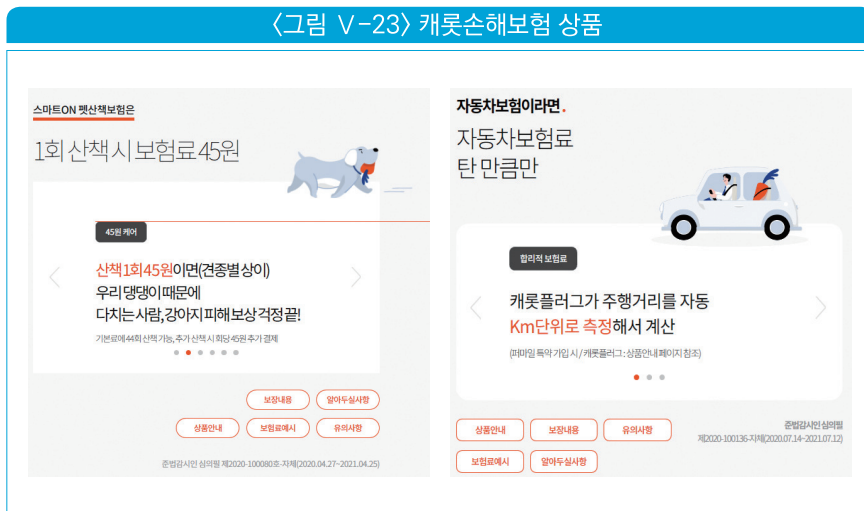 〈그림 Ⅴ-23〉 캐롯손해보험 상품
스마트ON 펫산책보험은
1회 산책 시 보험료 45원
45원 케어
산책 1회 45원이면(견종별 상이)
우리 댕댕이 때문에
다치는 사람, 강아지 피해 보상 걱정 끝!
기본료에 44회 산책 가능, 추가 산책 시 회당 45원 추가 결제
보장내용
알아두실사항
상품안내
보험료예시
유의사항
준법감시인 심의필 제2020-100080호-자체(2020.04.27~2021.04.25)
자동차보험이라면.
자동차보험료
탄 만큼만
합리적 보험료
캐롯플러그가 주행거리를 자동
Km단위로 측정해서 계산
(퍼마일 특약 가입 시 / 캐롯플러그 : 상품안내 페이지 참조)
상품안내
보장내용
유의사항
준법감시인 심의필
제2020-100136-자체(2020.07.14~2021.07.12)
보험료예시
알아두실사항